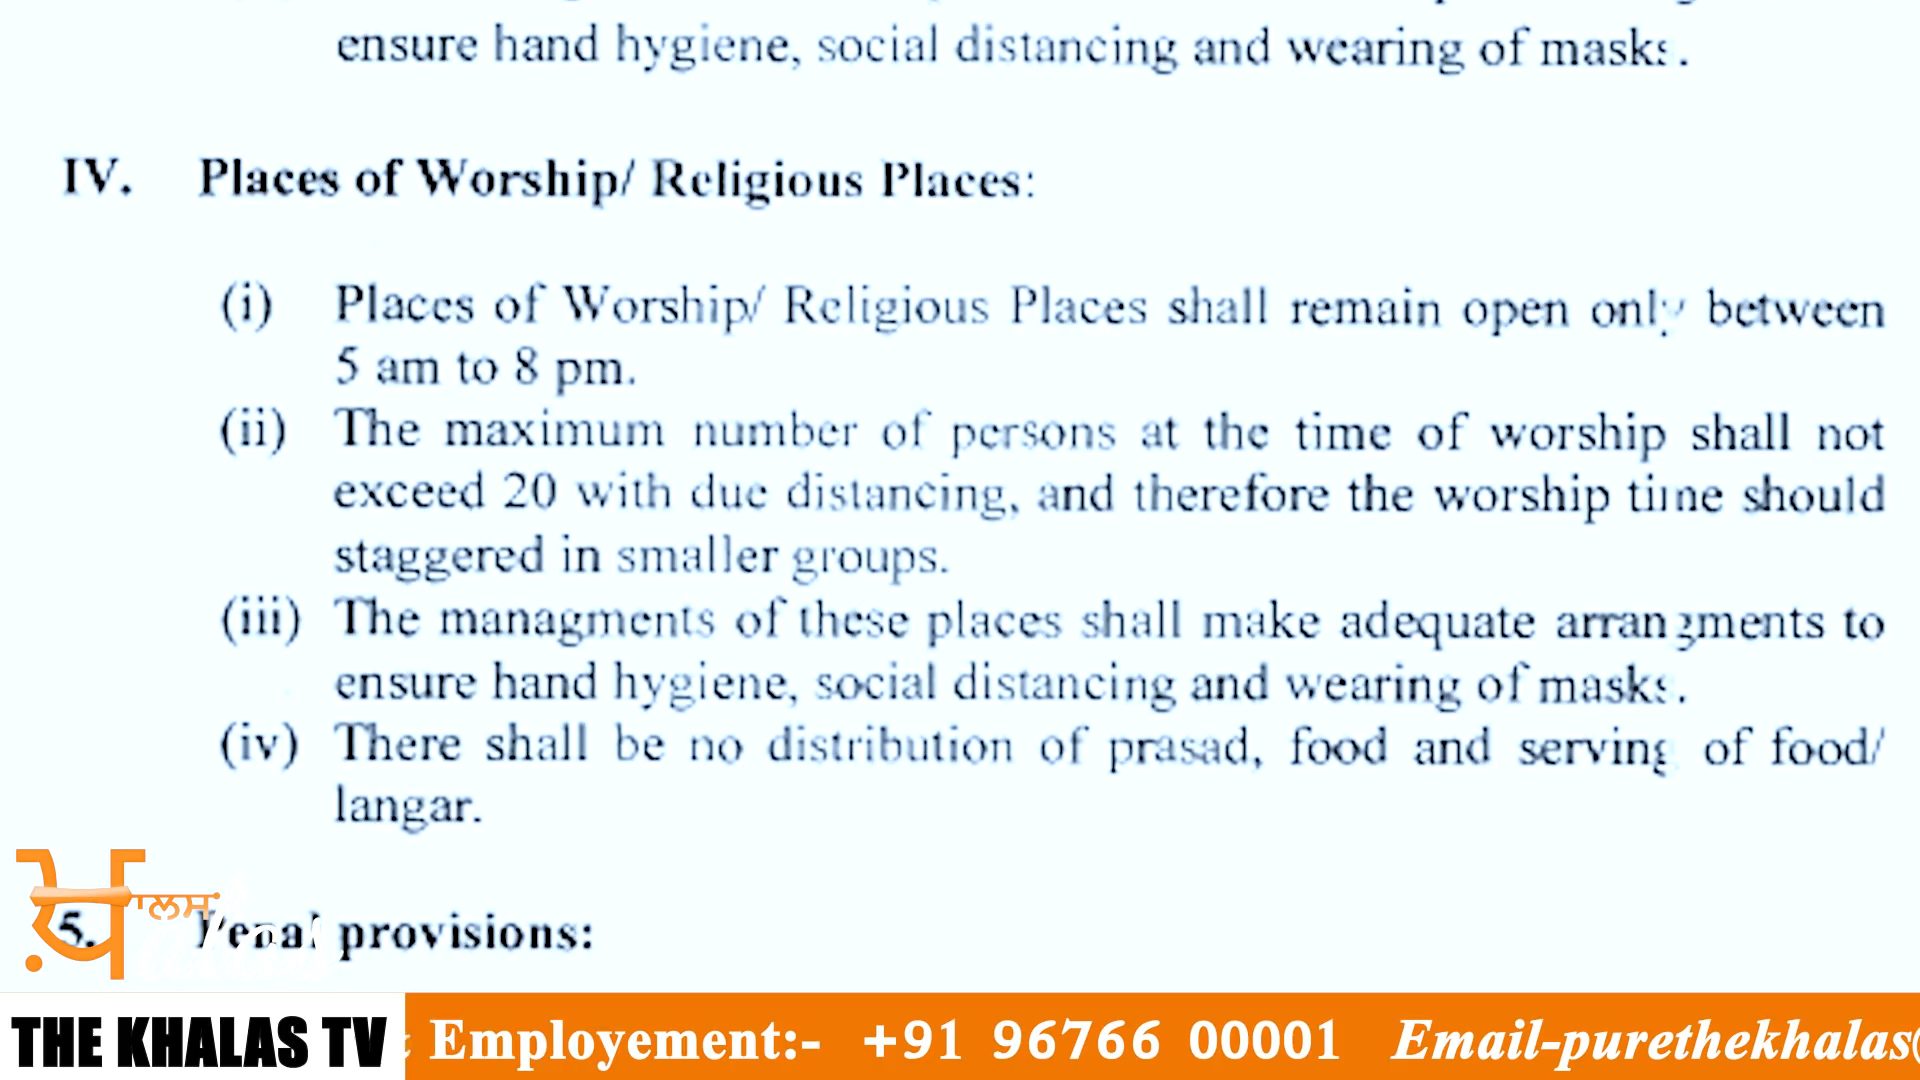 ensure hand hygiene, social distancing and wearing of masks.
IV. Places of Worship/ Religious Places:
(i) Places of Worship/ Religious Places shall remain open only between
5 am to 8 pm.
(ii) The maximum number of persons at the time of worship shall not
exceed 20 with due distancing, and therefore the worship time should
staggered in smaller groups.
(iii) The managments of these places shall make adequate arrangments to
ensure hand hygiene, social distancing and wearing of masks.
(iv) There shall be no distribution of prasad, food and serving of food/
langar.
ਖ਼ਾਲਸ
5. Penal provisions:
THE KHALAS TV Employement:- +91 96766 00001 Email-purethekhalas@